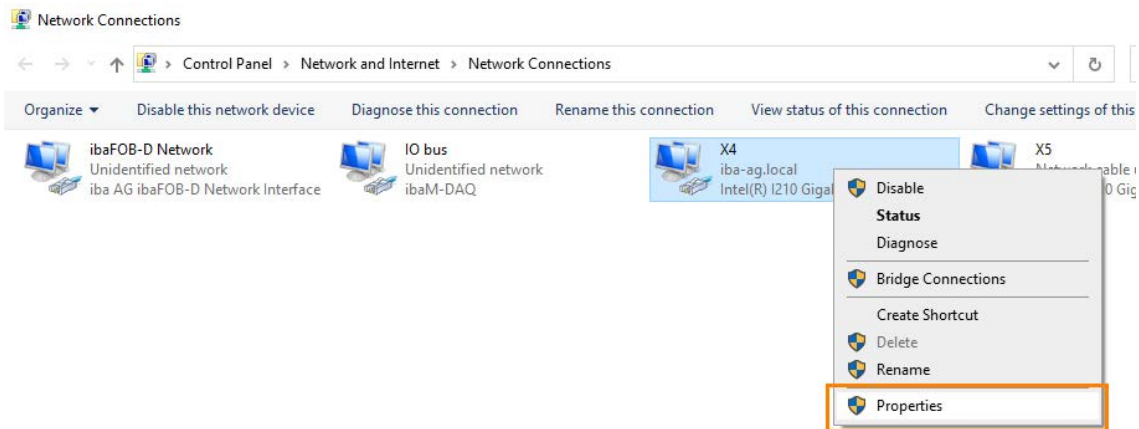 Network Connections
Control Panel > Network and Internet > Network Connections
Organize Disable this network device Diagnose this connection Rename this connection View status of this connection Change settings of this
ibaFOB-D Network
Unidentified network
iba AG ibaFOB-D Network Interface
IO bus
Unidentified network
ibaM-DAQ
X4
iba-ag.local
Intel(R) I210
X5
Network cable
Disable
Status
Diagnose
Bridge Connections
Create Shortcut
Delete
Rename
Properties